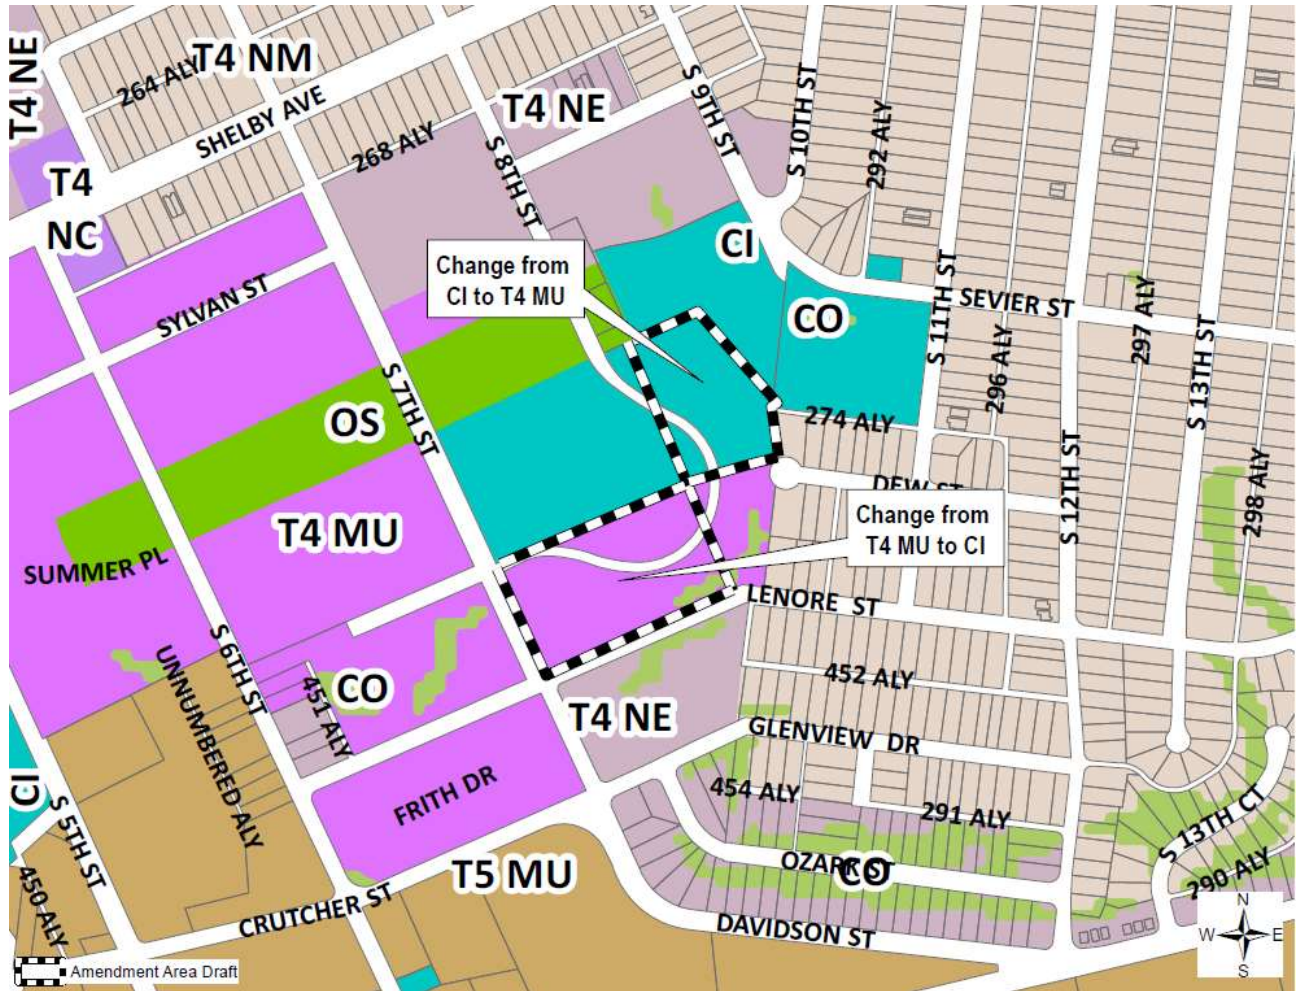 T4 NE
T4 NM
264 ALY
SHELBY AVE
268 ALY
T4 NE
S 8TH ST
S 9TH ST
S 10TH ST
292 ALY
T4
NC
CI
Change from
CI to T4 MU
SYLVAN ST
CO
S 11TH ST
SEVIER ST
296 ALY
297 ALY
S 13TH ST
S 7TH ST
OS
274 ALY
DEW ST
S 12TH ST
298 ALY
T4 MU
Change from
T4 MU to CI
SUMMER PL
LENORE ST
S 6TH ST
UNNUMBERED ALY
451 ALY
CO
452 ALY
T4 NE
GLENVIEW DR
CI
S 5TH ST
FRITH DR
454 ALY
291 ALY
S 13TH CT
T5 MU
OZARK ST
CO
290 ALY
450 ALY
CRUTCHER ST
DAVIDSON ST
N
W
E
S
Amendment Area Draft